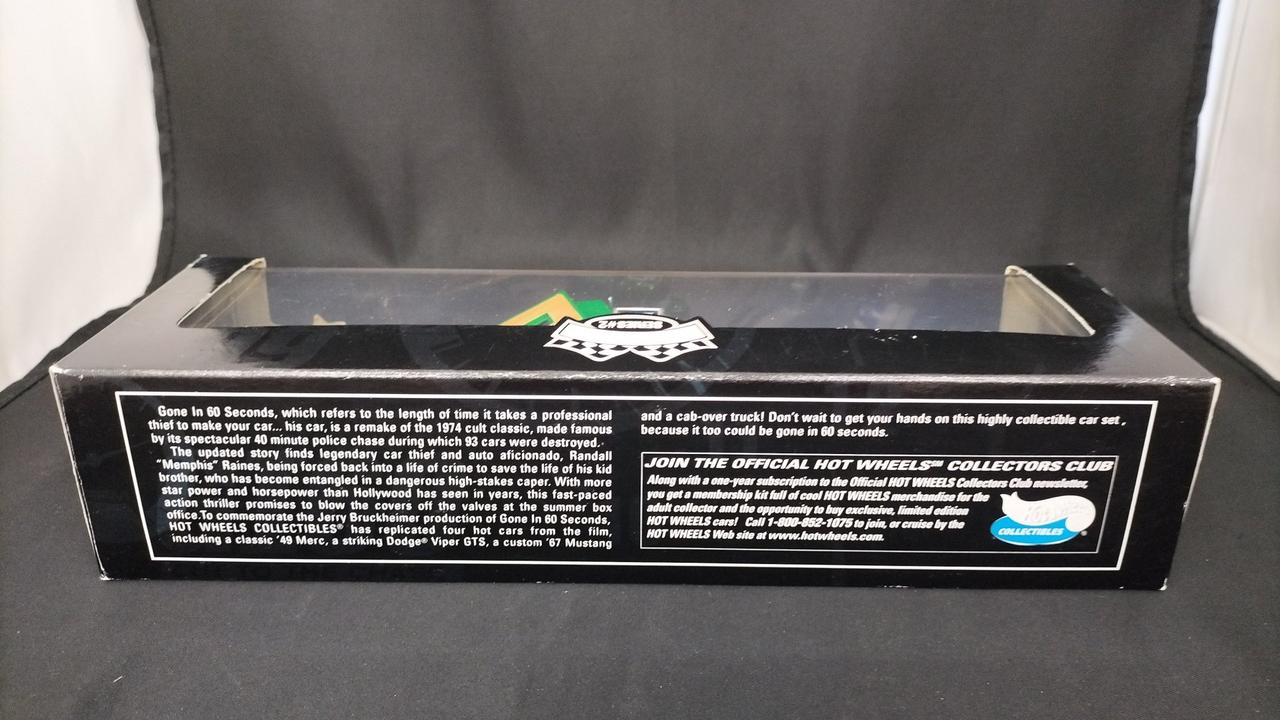 SERIES #2
Gone In 60 Seconds, which refers to the length of time it takes a professional
thief to make your car... his car, is a remake of the 1974 cult classic, made famous
by its spectacular 40 minute police chase during which 93 cars were destroyed.
The updated story finds legendary car thief and auto aficionado, Randall
"Memphis" Raines, being forced back into a life of crime to save the life of his kid
brother, who has become entangled in a dangerous high-stakes caper. With more
star power and horsepower than Hollywood has seen in years, this fast-paced
action thriller promises to blow the covers off the valves at the summer box
office.To commemorate the Jerry Bruckheimer production of Gone In 60 Seconds,
HOT WHEELS COLLECTIBLES® has replicated four hot cars from the film,
including a classic '49 Merc, a striking Dodge® Viper GTS, a custom '67 Mustang
and a cab-over truck! Don't wait to get your hands on this highly collectible car set,
because it too could be gone in 60 seconds.
JOIN THE OFFICIAL HOT WHEELS℠ COLLECTORS CLUB
Along with a one-year subscription to the Official HOT WHEELS Collectors Club newsletter,
you get a membership kit full of cool HOT WHEELS merchandise for the
adult collector and the opportunity to buy exclusive, limited edition
HOT WHEELS cars! Call 1-800-852-1075 to join, or cruise by the
HOT WHEELS Web site at www.hotwheels.com.
Hot Wheels
COLLECTIBLES®